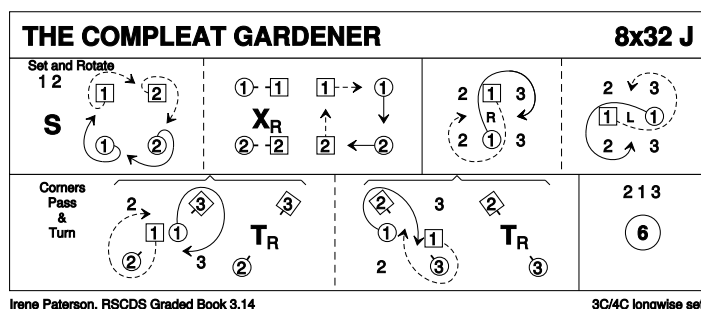 THE COMPLEAT GARDENER 8x32 J
Set and Rotate
1 2
S
1 2
1 2
1 1
X R
2 2
1 1
2 2
2 1 3
R
2 1 3
2 3
1 L 1
2 3
Corners
Pass
&
Turn
2 3 3
1 1
T R
2 3 2
2 3 2
1 1
T R
2 3 3
2 1 3
6
Irene Paterson, RSCDS Graded Book 3.14 3C/4C longwise set